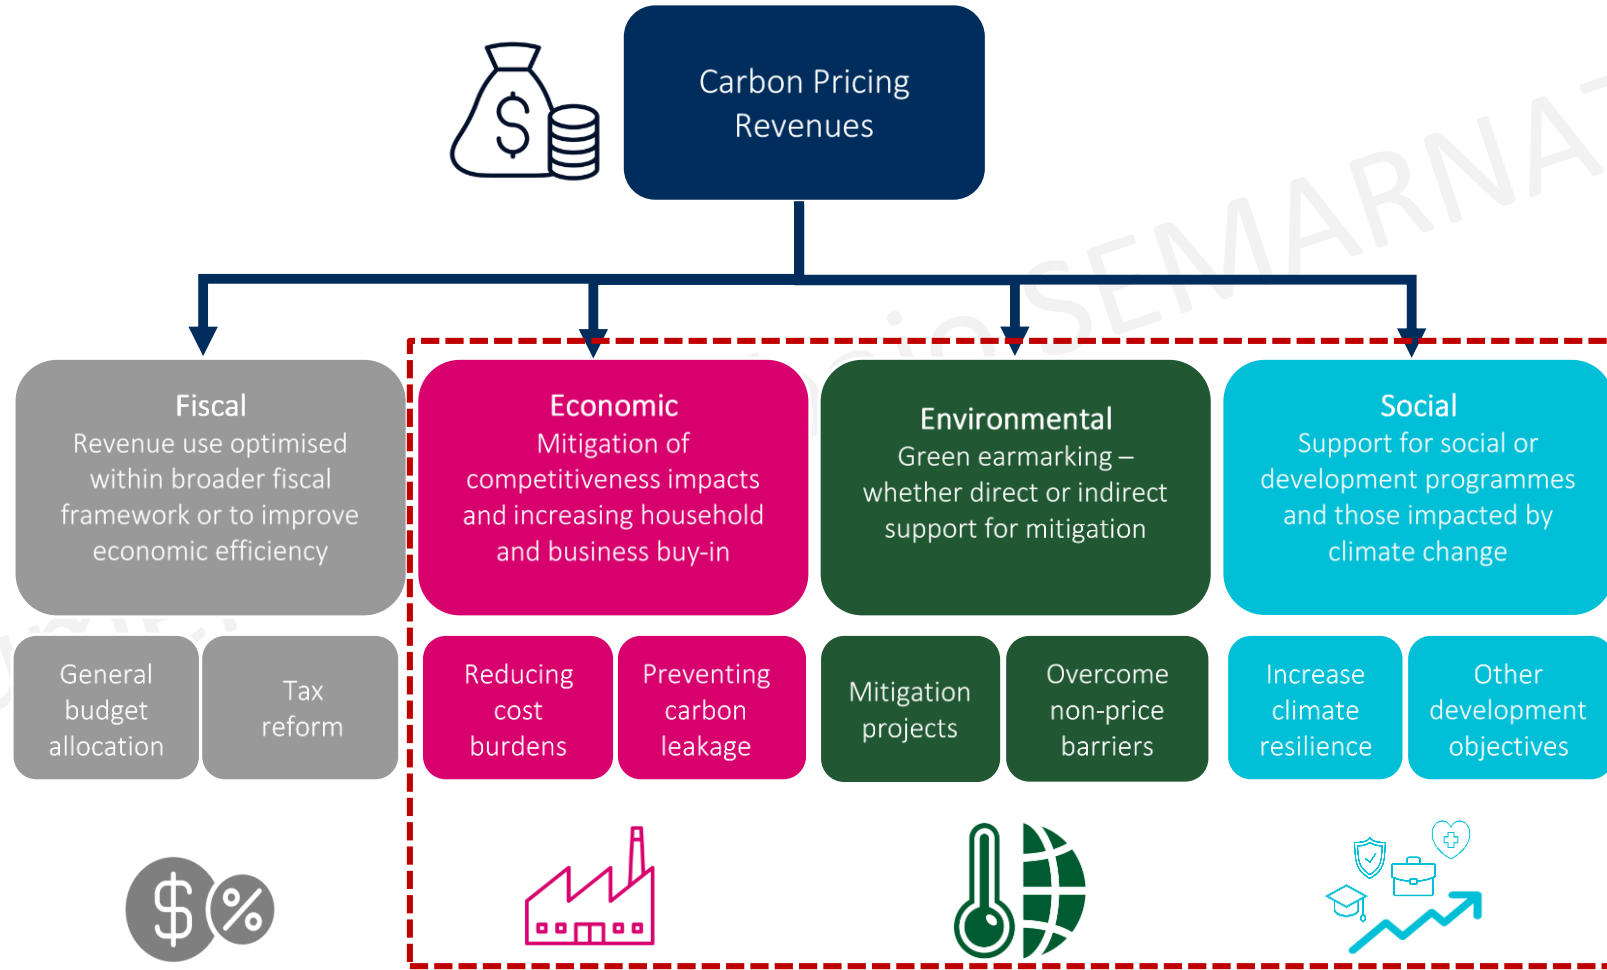 Carbon Pricing
Revenues
Fiscal
Revenue use optimised
within broader fiscal
framework or to improve
economic efficiency
Economic
Mitigation of
competitiveness impacts
and increasing household
and business buy-in
Environmental
Green earmarking –
whether direct or indirect
support for mitigation
Social
Support for social or
development programmes
and those impacted by
climate change
General
budget
allocation
Tax
reform
Reducing
cost
burdens
Preventing
carbon
leakage
Mitigation
projects
Overcome
non-price
barriers
Increase
climate
resilience
Other
development
objectives
$
$ %
SEMARNAT